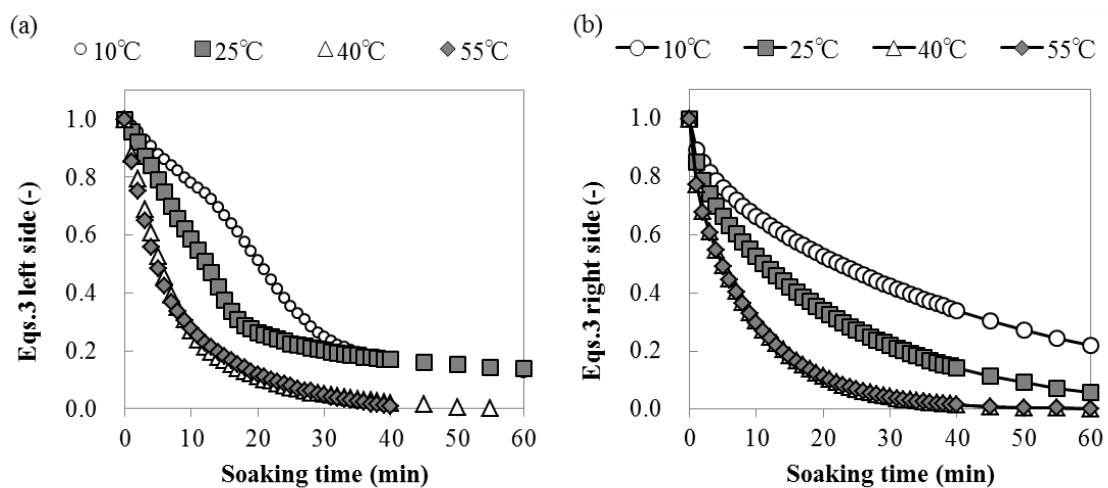 (a)
10℃ 25℃ 40℃ 55℃
1.0
0.8
0.6
0.4
0.2
0.0
0 10 20 30 40 50 60
Soaking time (min)
Eqs.3 left side (-)
(b)
10℃ 25℃ 40℃ 55℃
1.0
0.8
0.6
0.4
0.2
0.0
0 10 20 30 40 50 60
Soaking time (min)
Eqs.3 right side (-)